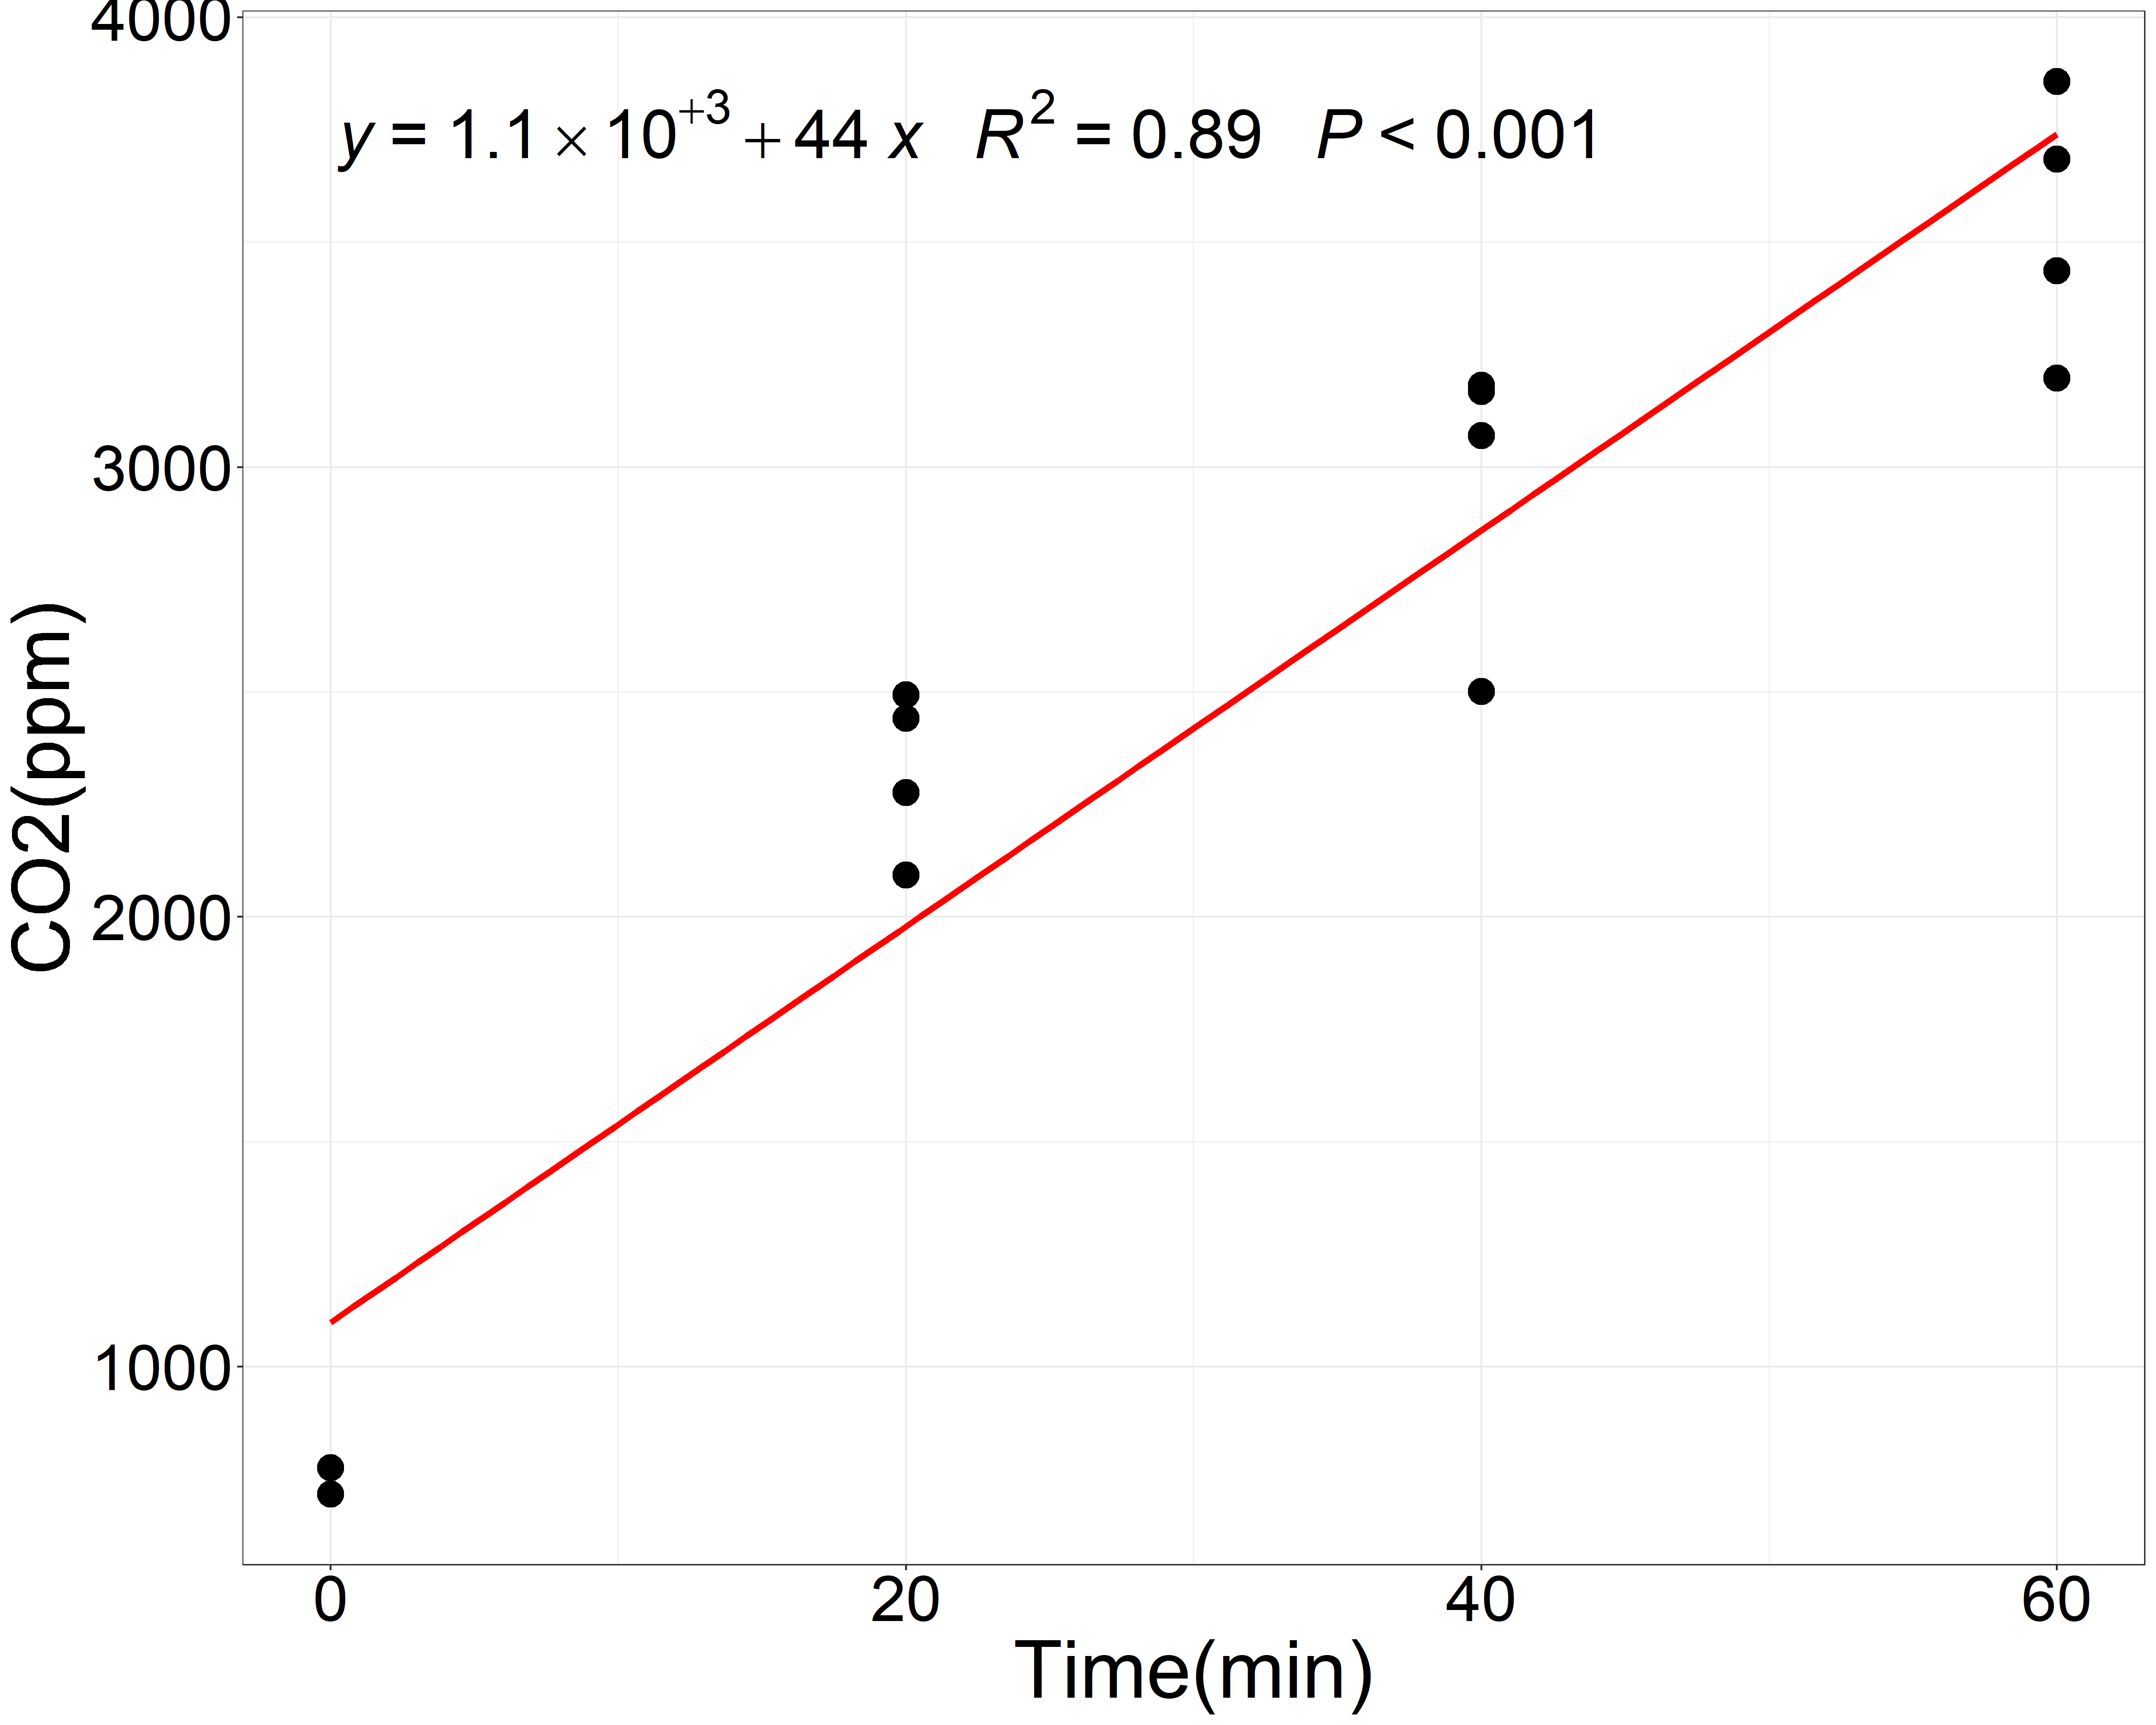 y = 1.1 × 10⁺³ + 44 x R² = 0.89 P < 0.001
4000
3000
2000
1000
CO2(ppm)
0 20 40 60
Time(min)